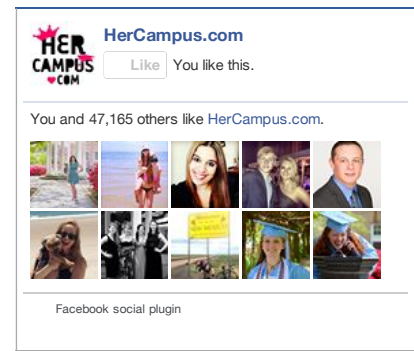 HER
CAMPUS
COM
HerCampus.com
Like
You like this.
You and 47,165 others like HerCampus.com.
Facebook social plugin